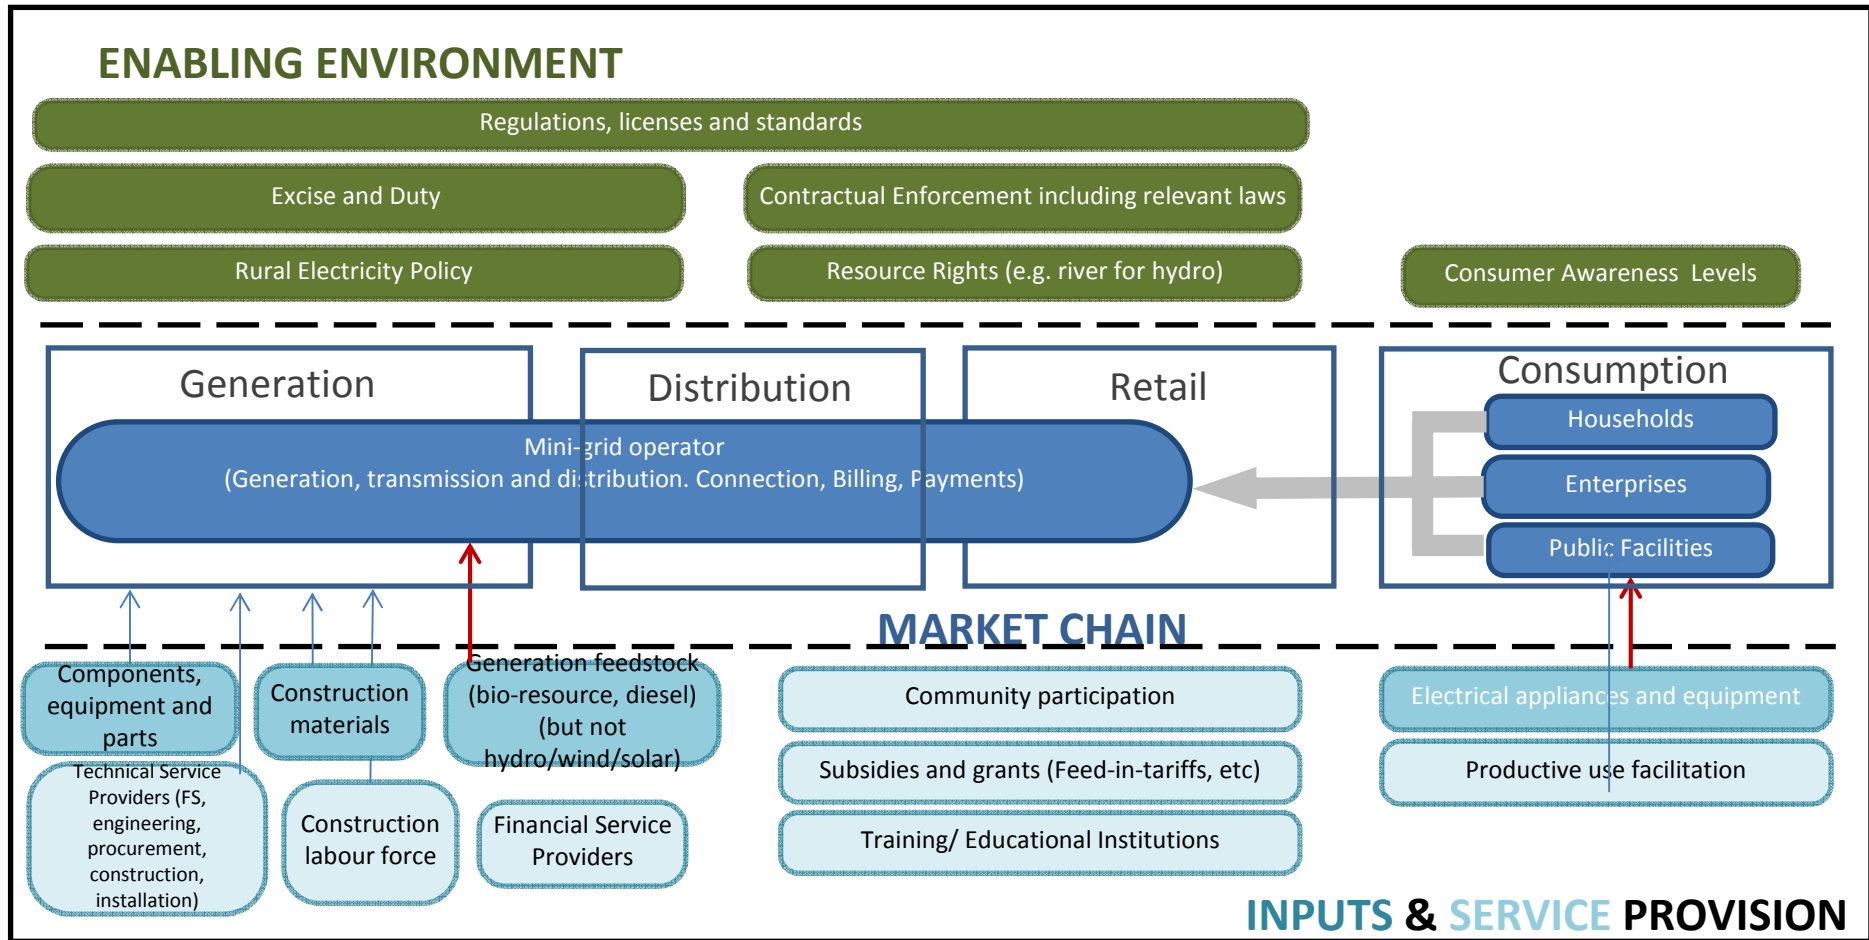 ENABLING ENVIRONMENT
Regulations, licenses and standards
Excise and Duty
Contractual Enforcement including relevant laws
Rural Electricity Policy
Resource Rights (e.g. river for hydro)
Consumer Awareness Levels
Generation
Distribution
Retail
Consumption
Mini-grid operator
(Generation, transmission and distribution. Connection, Billing, Payments)
Households
Enterprises
Public Facilities
MARKET CHAIN
Components,
equipment and
parts
Construction
materials
Generation feedstock
(bio-resource, diesel)
(but not
hydro/wind/solar)
Community participation
Electrical appliances and equipment
Technical Service
Providers (FS,
engineering,
procurement,
construction,
installation)
Construction
labour force
Financial Service
Providers
Subsidies and grants (Feed-in-tariffs, etc)
Productive use facilitation
Training/ Educational Institutions
INPUTS & SERVICE PROVISION